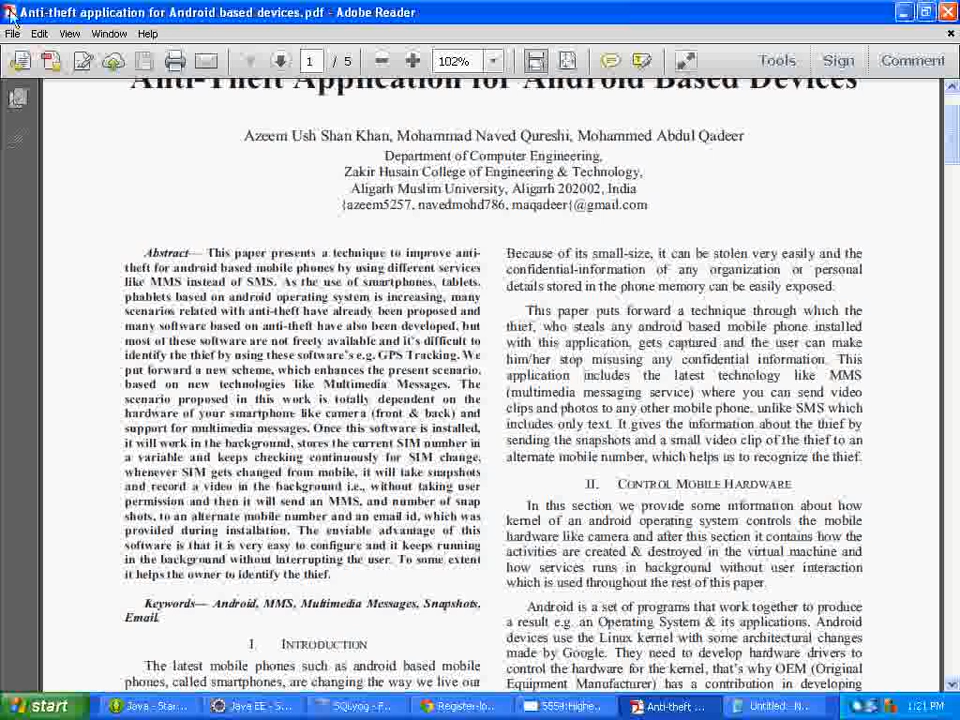 Anti-theft application for Android based devices.pdf - Adobe Reader
File Edit View Window Help
1 / 5 102% Tools Sign Comment
Anti-Theft Application for Android Based Devices
Azeem Ush Shan Khan, Mohammad Naved Qureshi, Mohammed Abdul Qadeer
Department of Computer Engineering,
Zakir Husain College of Engineering & Technology,
Aligarh Muslim University, Aligarh 202002, India
{azeem5257, navedmohd786, maqadeer{@gmail.com
Abstract— This paper presents a technique to improve anti-
theft for android based mobile phones by using different services
like MMS instead of SMS. As the use of smartphones, tablets,
phablets based on android operating system is increasing, many
scenarios related with anti-theft have already been proposed and
many software based on anti-theft have also been developed, but
most of these software are not freely available and it's difficult to
identify the thief by using these software's e.g. GPS Tracking. We
put forward a new scheme, which enhances the present scenario,
based on new technologies like Multimedia Messages. The
scenario proposed in this work is totally dependent on the
hardware of your smartphone like camera (front & back) and
support for multimedia messages. Once this software is installed,
it will work in the background, stores the current SIM number in
a variable and keeps checking continuously for SIM change,
whenever SIM gets changed from mobile, it will take snapshots
and record a video in the background i.e., without taking user
permission and then it will send an MMS, and number of snap
shots, to an alternate mobile number and an email id, which was
provided during installation. The enviable advantage of this
software is that it is very easy to configure and it keeps running
in the background without interrupting the user. To some extent
it helps the owner to identify the thief.
Keywords— Android, MMS, Multimedia Messages, Snapshots,
Email.
I. INTRODUCTION
The latest mobile phones such as android based mobile
phones, called smartphones, are changing the way we live our
Because of its small-size, it can be stolen very easily and the
confidential-information of any organization or personal
details stored in the phone memory can be easily exposed.
This paper puts forward a technique through which the
thief, who steals any android based mobile phone installed
with this application, gets captured and the user can make
him/her stop misusing any confidential information. This
application includes the latest technology like MMS
(multimedia messaging service) where you can send video
clips and photos to any other mobile phone, unlike SMS which
includes only text. It gives the information about the thief by
sending the snapshots and a small video clip of the thief to an
alternate mobile number, which helps us to recognize the thief.
II. CONTROL MOBILE HARDWARE
In this section we provide some information about how
kernel of an android operating system controls the mobile
hardware like camera and after this section it contains how the
activities are created & destroyed in the virtual machine and
how services runs in background without user interaction
which is used throughout the rest of this paper.
Android is a set of programs that work together to produce
a result e.g. an Operating System & its applications. Android
devices use the Linux kernel with some architectural changes
made by Google. They need to develop hardware drivers to
control the hardware for the kernel, that's why OEM (Original
Equipment Manufacturer) has a contribution in developing
start Java - Star... Java EE - S... SQLyog - F... Register-lo... 5554:Highe... Anti-theft ... Untitled: N... 1:21 PM